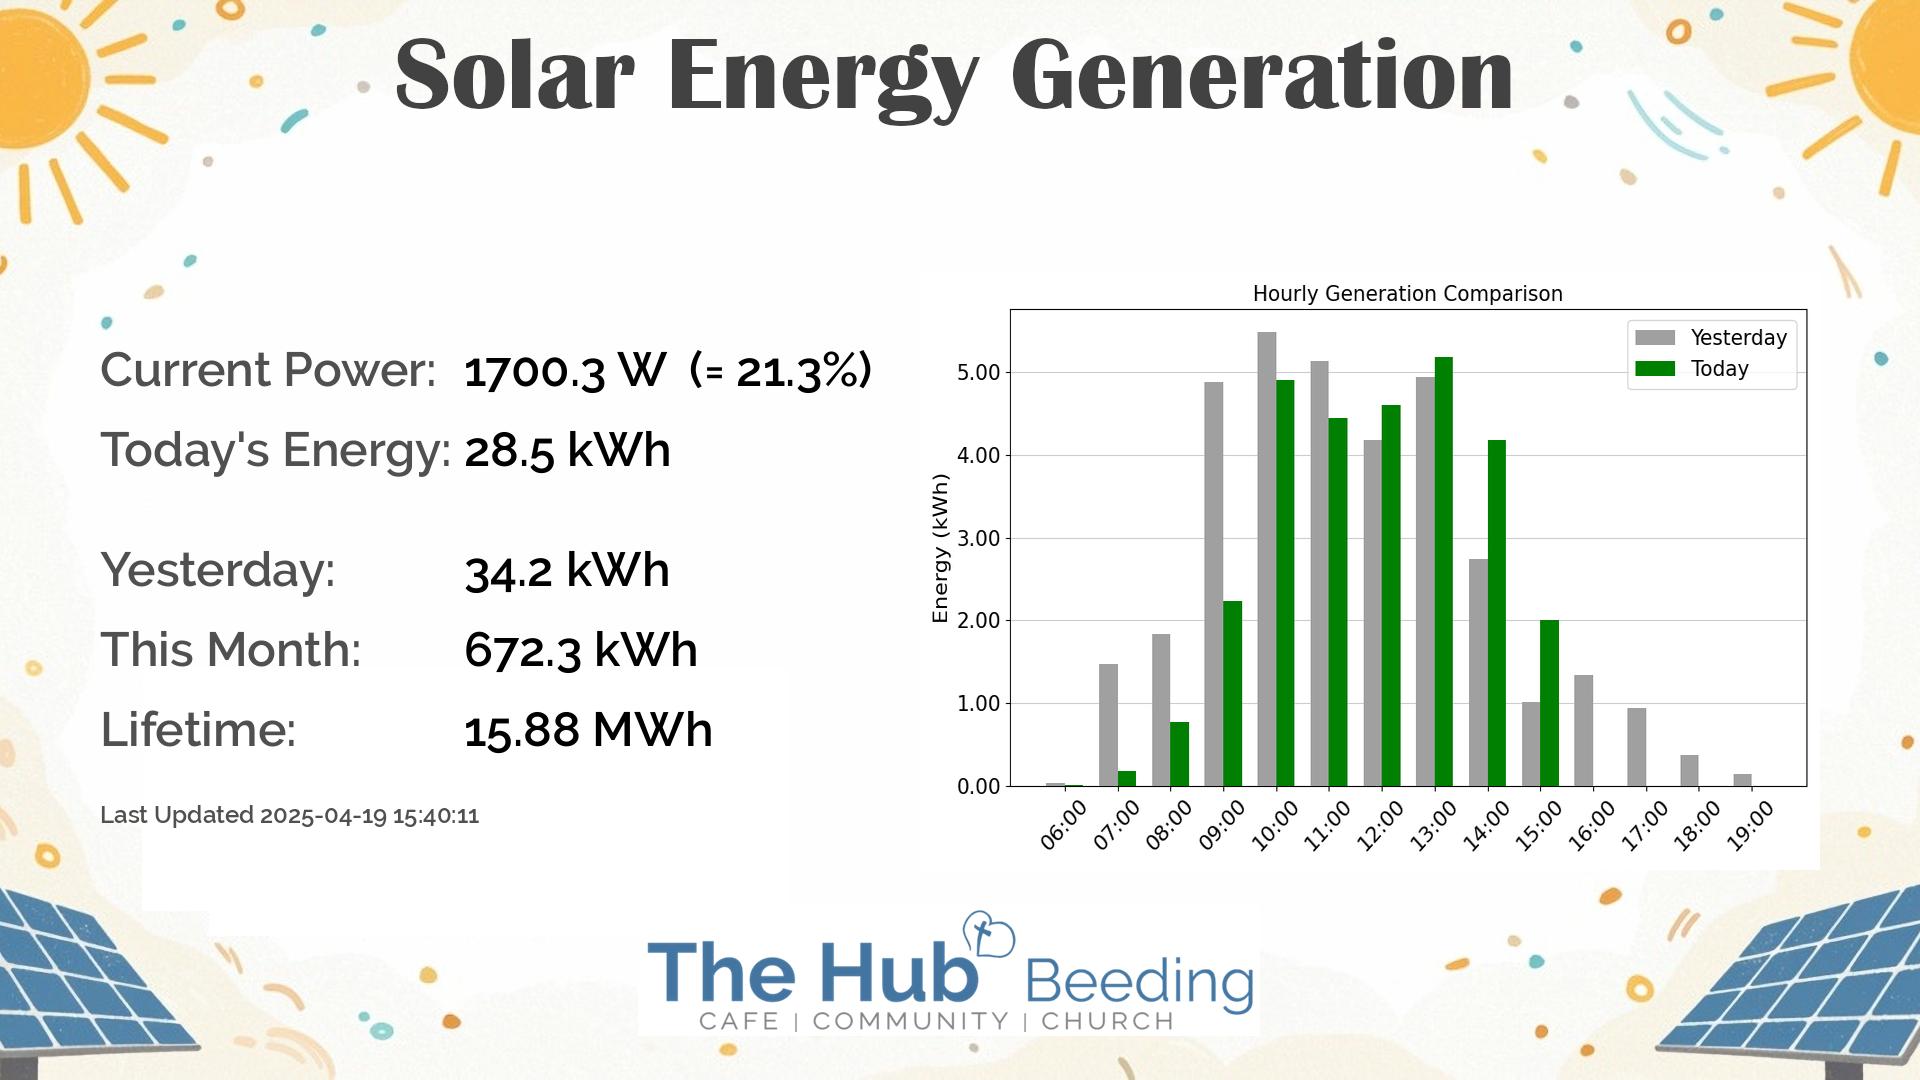 Solar Energy Generation
Current Power: 1700.3 W (= 21.3%)
Today's Energy: 28.5 kWh
Yesterday: 34.2 kWh
This Month: 672.3 kWh
Lifetime: 15.88 MWh
Last Updated 2025-04-19 15:40:11
Hourly Generation Comparison
Yesterday
Today
Energy (kWh)
5.00
4.00
3.00
2.00
1.00
0.00
06:00 07:00 08:00 09:00 10:00 11:00 12:00 13:00 14:00 15:00 16:00 17:00 18:00 19:00
The Hub Beeding
CAFE | COMMUNITY | CHURCH